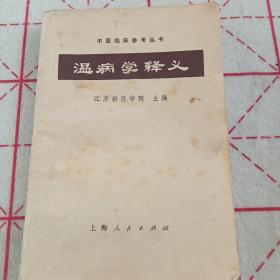 中医临床参考丛书
温病学释义
江苏新医学院 主编
上海人民出版社